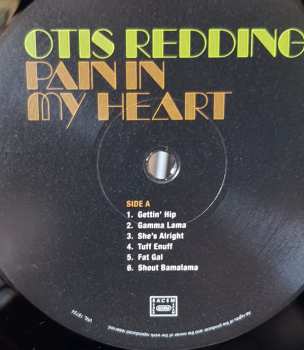 OTIS REDDING
PAIN IN
MY HEART
SIDE A
1. Gettin' Hip
2. Gamma Lama
3. She's Alright
4. Tuff Enuff
5. Fat Gal
6. Shout Bamalama
SACEM